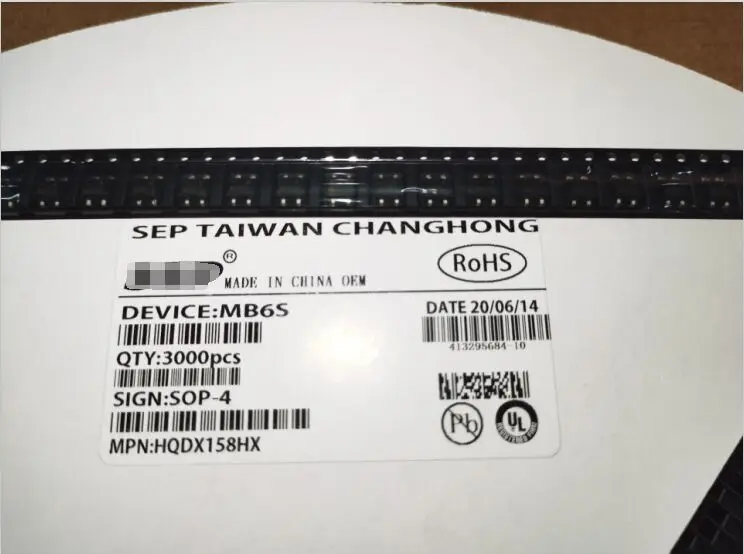 SEP TAIWAN CHANGHONG
® MADE IN CHINA OEM
RoHS
DEVICE:MB6S
DATE 20/06/14
413295684-10
QTY:3000pcs
SIGN:SOP-4
Pb
UL
MPN:HQDX158HX